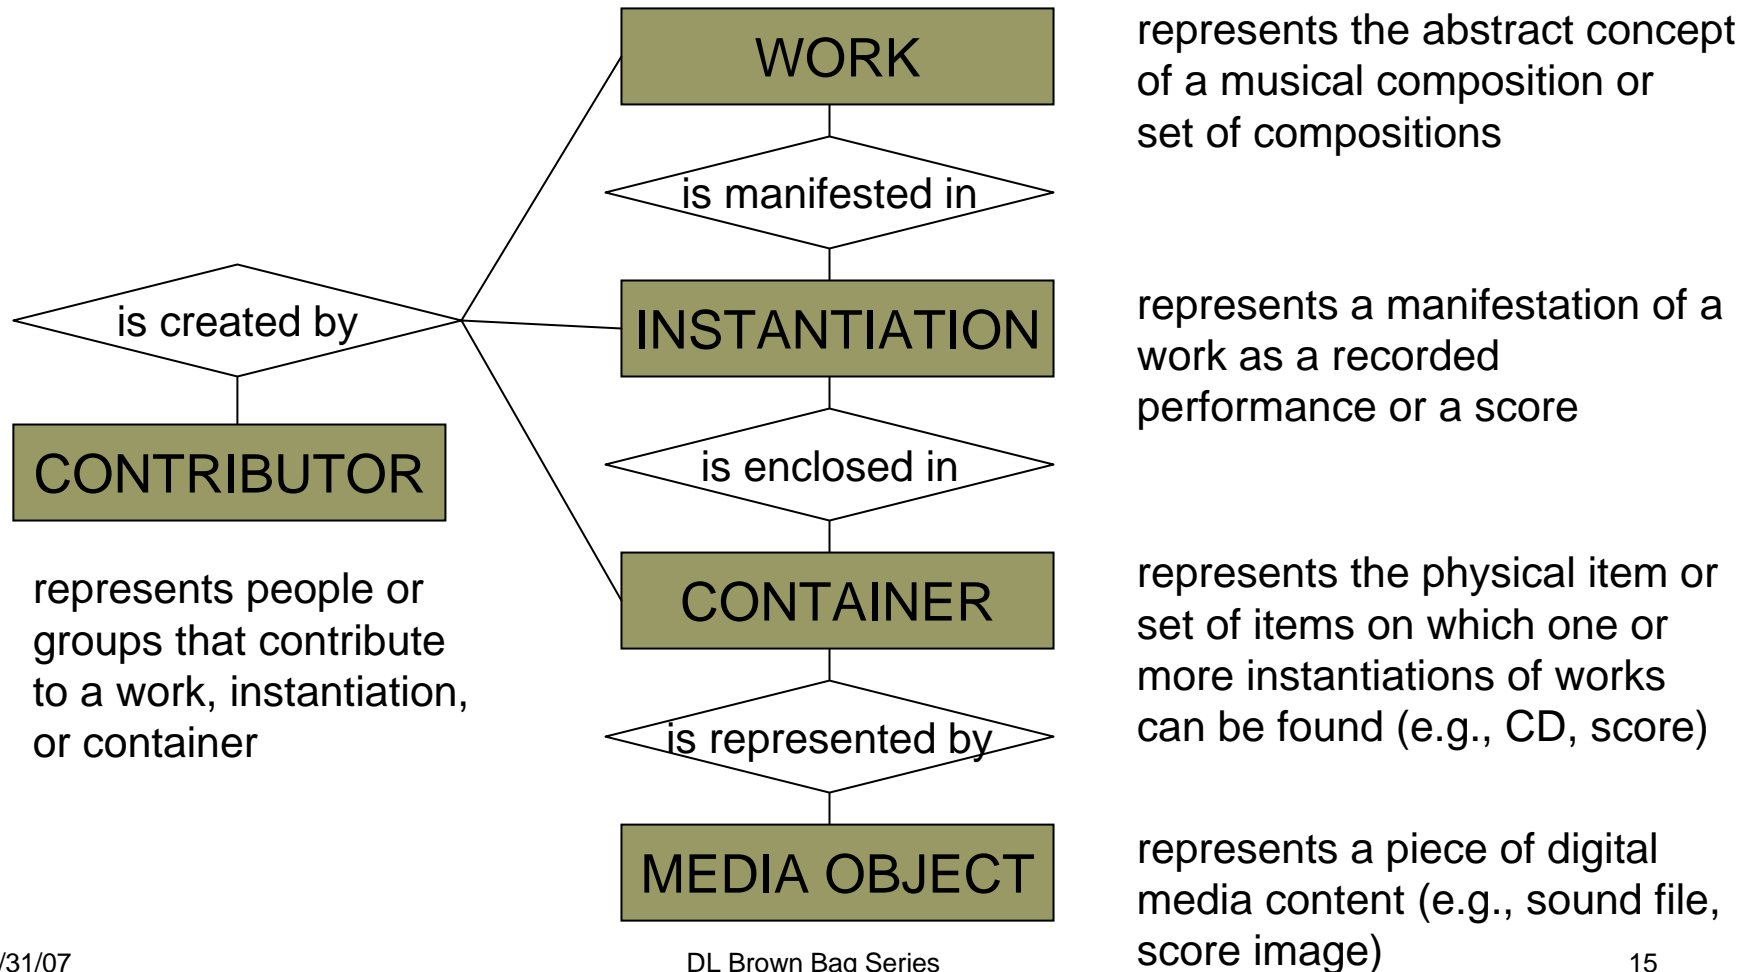 WORK
represents the abstract concept
of a musical composition or
set of compositions
is manifested in
is created by
INSTANTIATION
represents a manifestation of a
work as a recorded
performance or a score
CONTRIBUTOR
is enclosed in
represents people or
groups that contribute
to a work, instantiation,
or container
CONTAINER
represents the physical item or
set of items on which one or
more instantiations of works
can be found (e.g., CD, score)
is represented by
MEDIA OBJECT
represents a piece of digital
media content (e.g., sound file,
score image)
/31/07
DL Brown Bag Series
15